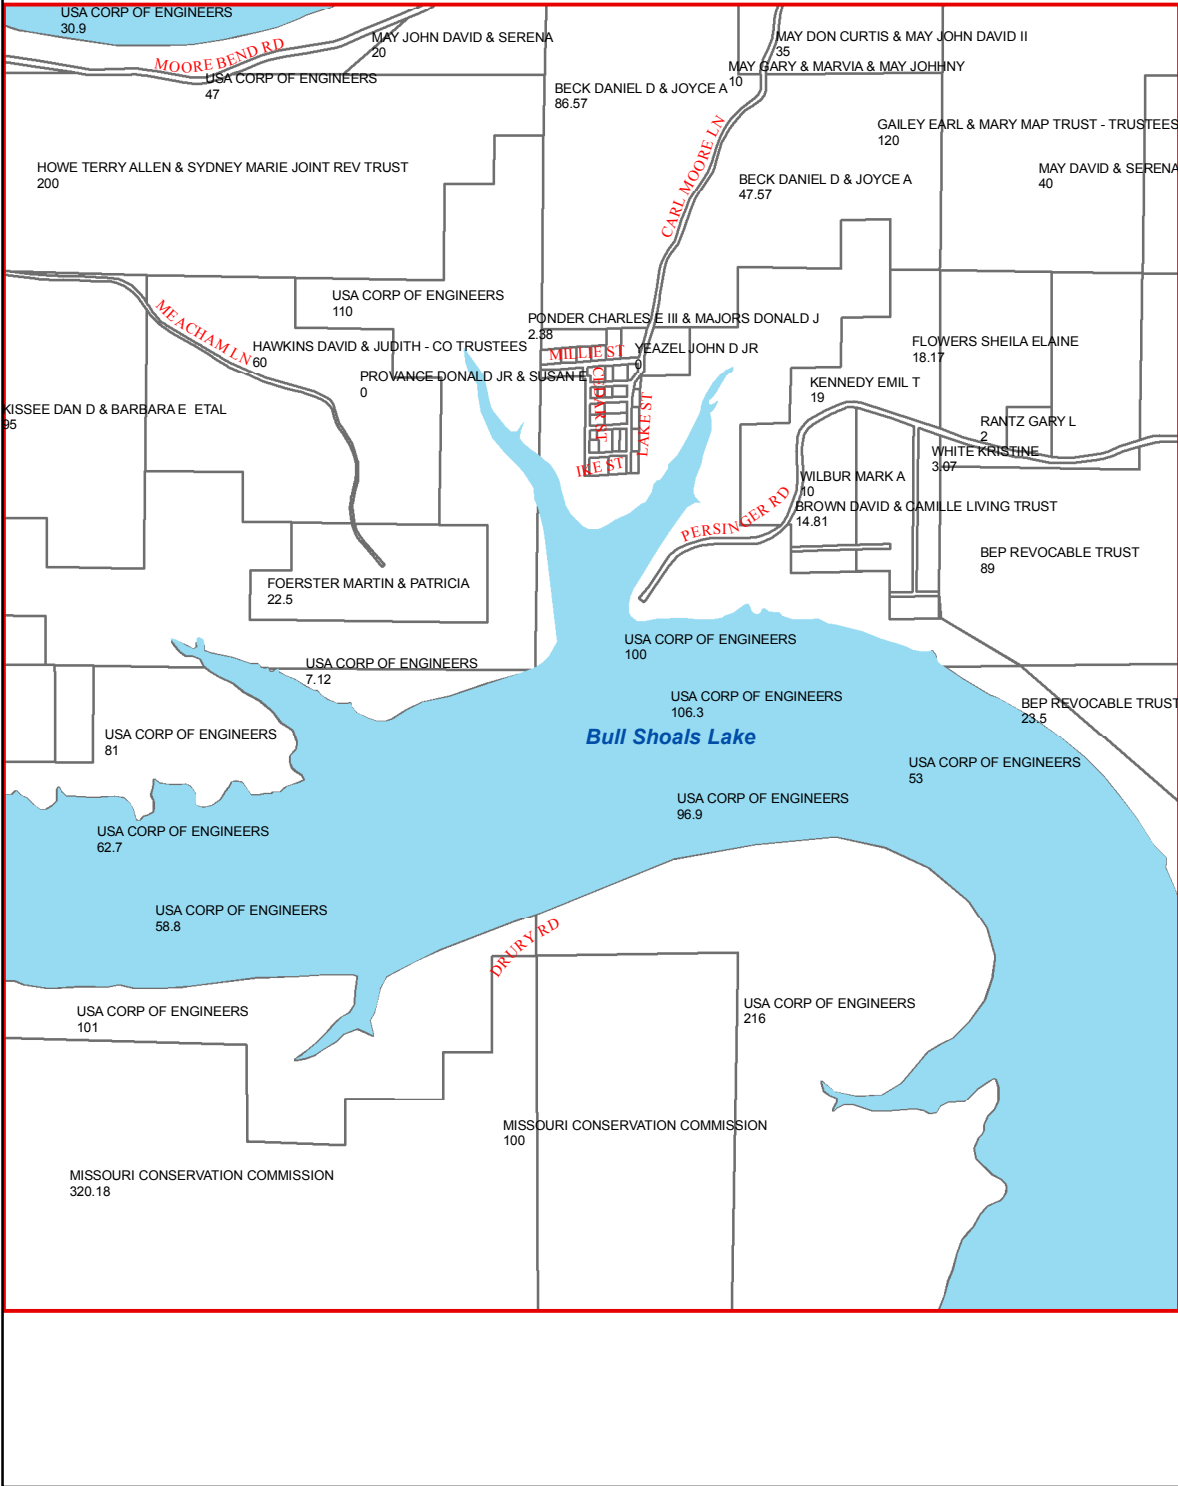 USA CORP OF ENGINEERS
30.9
MOORE BEND RD
MAY JOHN DAVID & SERENA
20
MAY DON CURTIS & MAY JOHN DAVID II
35
MAY GARY & MARVIA & MAY JOHHNY
10
USA CORP OF ENGINEERS
47
BECK DANIEL D & JOYCE A
86.57
CARL MOORE LN
GAILEY EARL & MARY MAP TRUST - TRUSTEES
120
HOWE TERRY ALLEN & SYDNEY MARIE JOINT REV TRUST
200
BECK DANIEL D & JOYCE A
47.57
MAY DAVID & SERENA
40
USA CORP OF ENGINEERS
110
MEACHAM LN
PONDER CHARLES E III & MAJORS DONALD J
2.38
HAWKINS DAVID & JUDITH - CO TRUSTEES
60
MILLIE ST
YEAZEL JOHN D JR
0
FLOWERS SHEILA ELAINE
18.17
PROVANCE DONALD JR & SUSAN E
0
CEDAR ST
LAKE ST
KENNEDY EMIL T
19
KISSEE DAN D & BARBARA E ETAL
95
RANTZ GARY L
2
WHITE KRISTINE
3.07
IKE ST
WILBUR MARK A
10
PERSINGER RD
BROWN DAVID & CAMILLE LIVING TRUST
14.81
BEP REVOCABLE TRUST
89
FOERSTER MARTIN & PATRICIA
22.5
USA CORP OF ENGINEERS
100
USA CORP OF ENGINEERS
7.12
USA CORP OF ENGINEERS
106.3
BEP REVOCABLE TRUST
23.5
USA CORP OF ENGINEERS
81
Bull Shoals Lake
USA CORP OF ENGINEERS
53
USA CORP OF ENGINEERS
96.9
USA CORP OF ENGINEERS
62.7
USA CORP OF ENGINEERS
58.8
DRURY RD
USA CORP OF ENGINEERS
216
USA CORP OF ENGINEERS
101
MISSOURI CONSERVATION COMMISSION
100
MISSOURI CONSERVATION COMMISSION
320.18